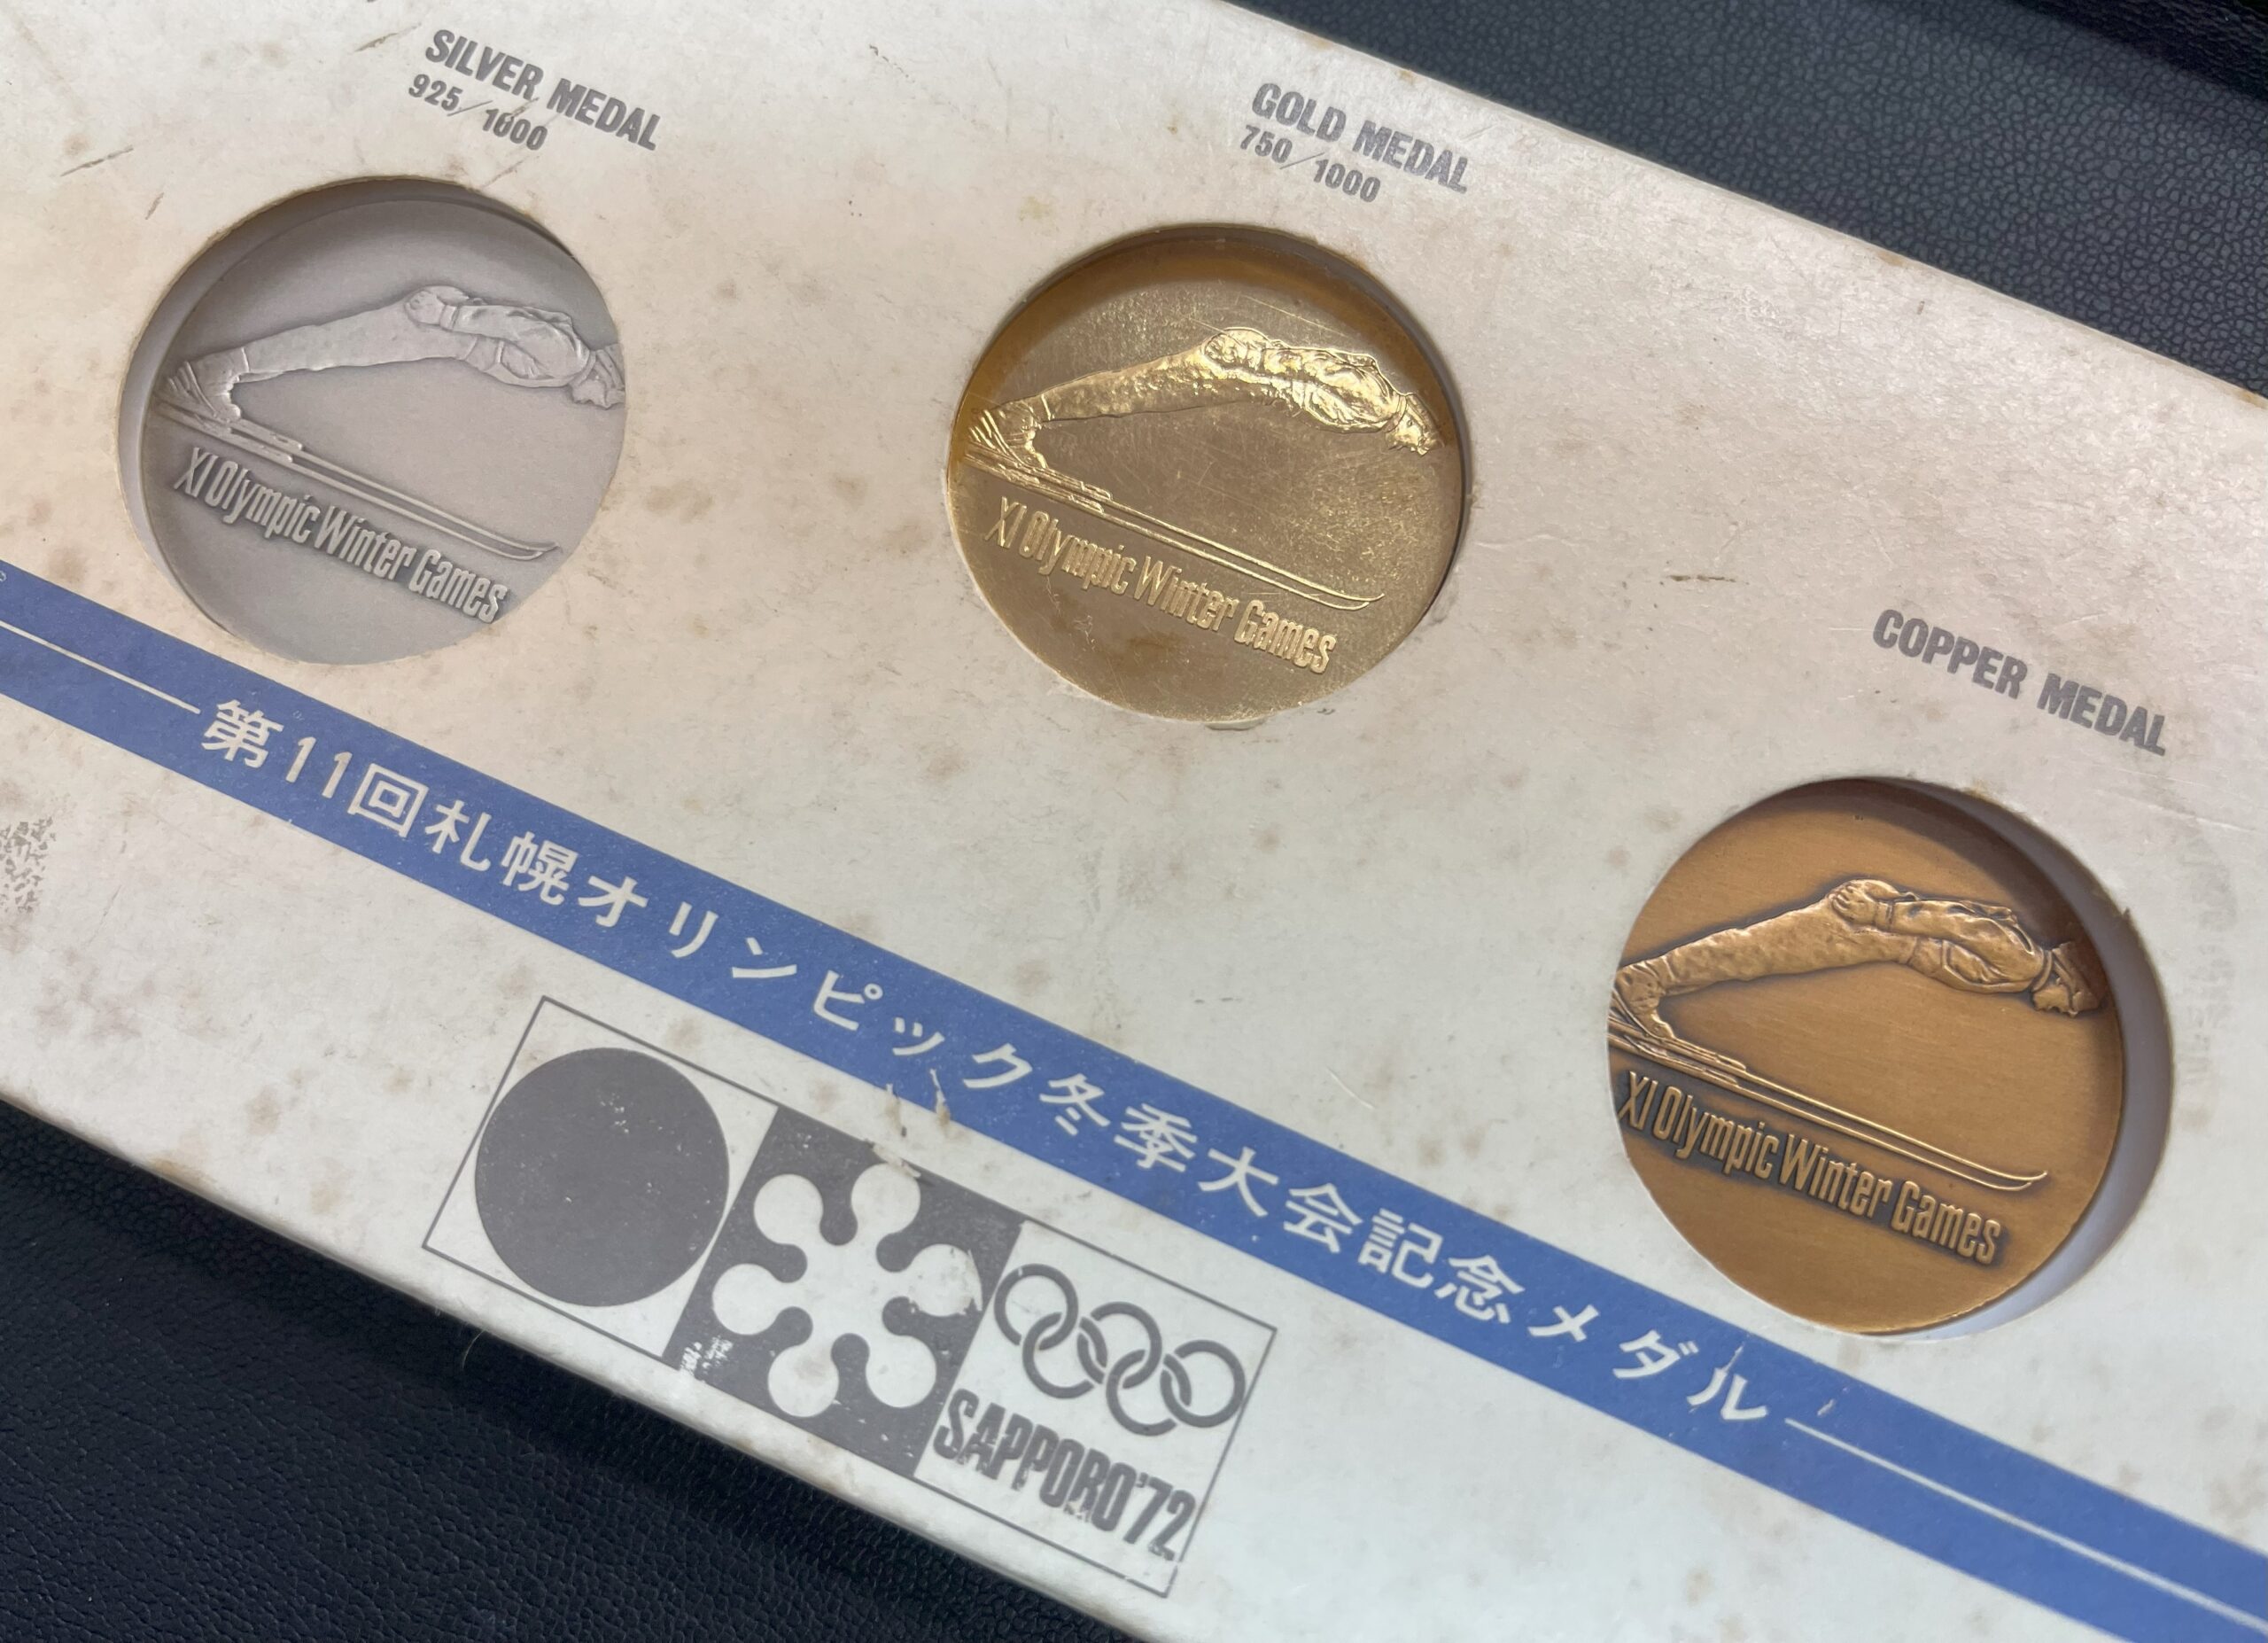 SILVER MEDAL
925/1000
GOLD MEDAL
750/1000
COPPER MEDAL
XI Olympic Winter Games
XI Olympic Winter Games
XI Olympic Winter Games
第11回札幌オリンピック冬季大会記念メダル
SAPPORO'72